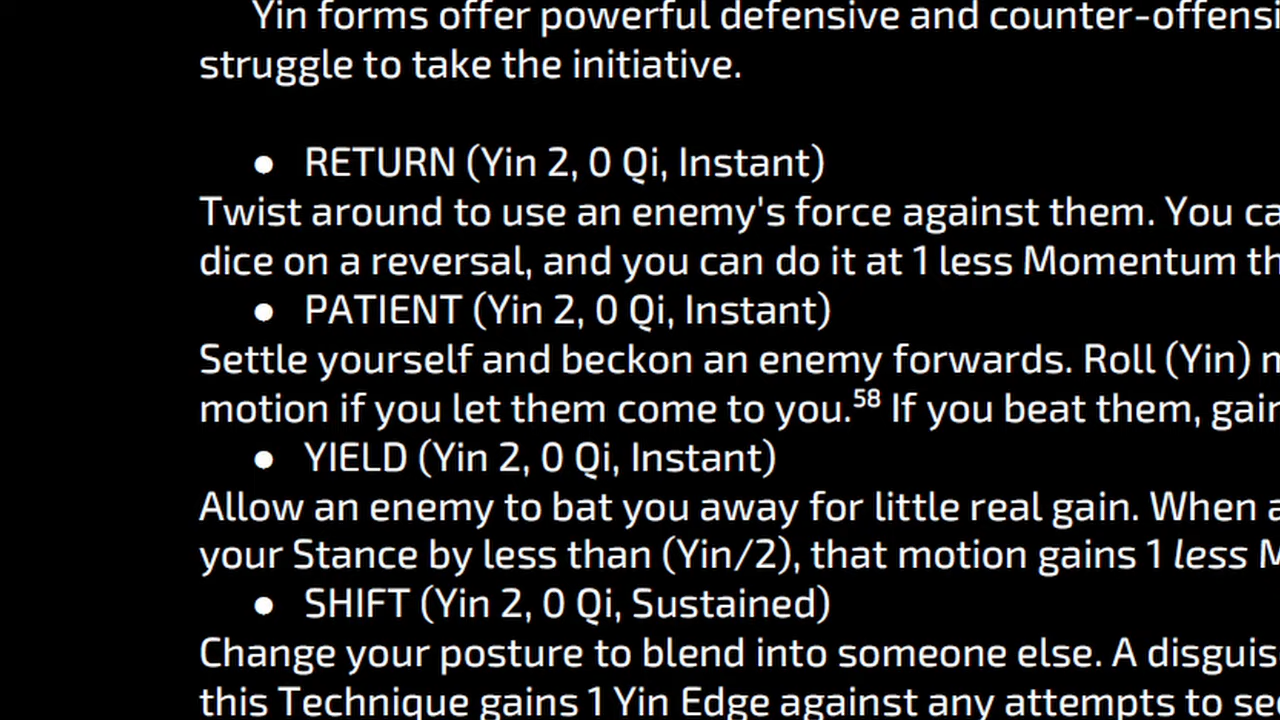 Yin forms offer powerful defensive and counter-offensi
struggle to take the initiative.
● RETURN (Yin 2, 0 Qi, Instant)
Twist around to use an enemy's force against them. You ca
dice on a reversal, and you can do it at 1 less Momentum th
● PATIENT (Yin 2, 0 Qi, Instant)
Settle yourself and beckon an enemy forwards. Roll (Yin)
motion if you let them come to you.⁵⁸ If you beat them, gain
● YIELD (Yin 2, 0 Qi, Instant)
Allow an enemy to bat you away for little real gain. When a
your Stance by less than (Yin/2), that motion gains 1 less M
● SHIFT (Yin 2, 0 Qi, Sustained)
Change your posture to blend into someone else. A disguis
this Technique gains 1 Yin Edge against any attempts to see